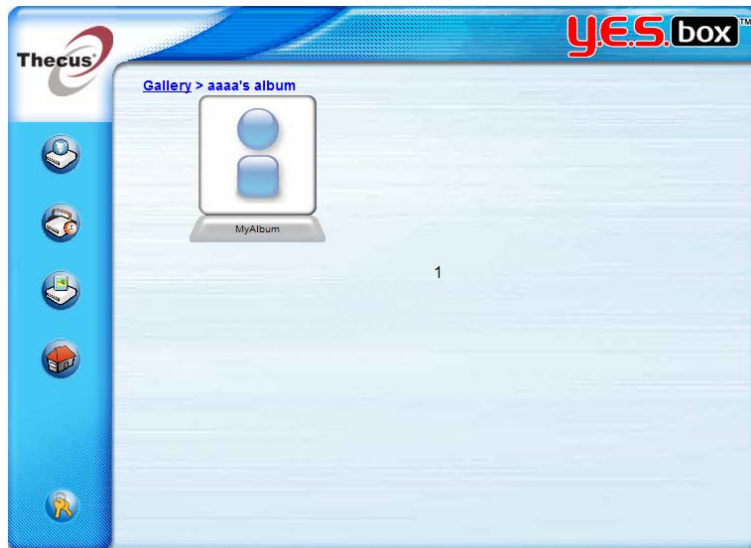 Thecus
Y.E.S.box™
Gallery > aaaa's album
MyAlbum
1